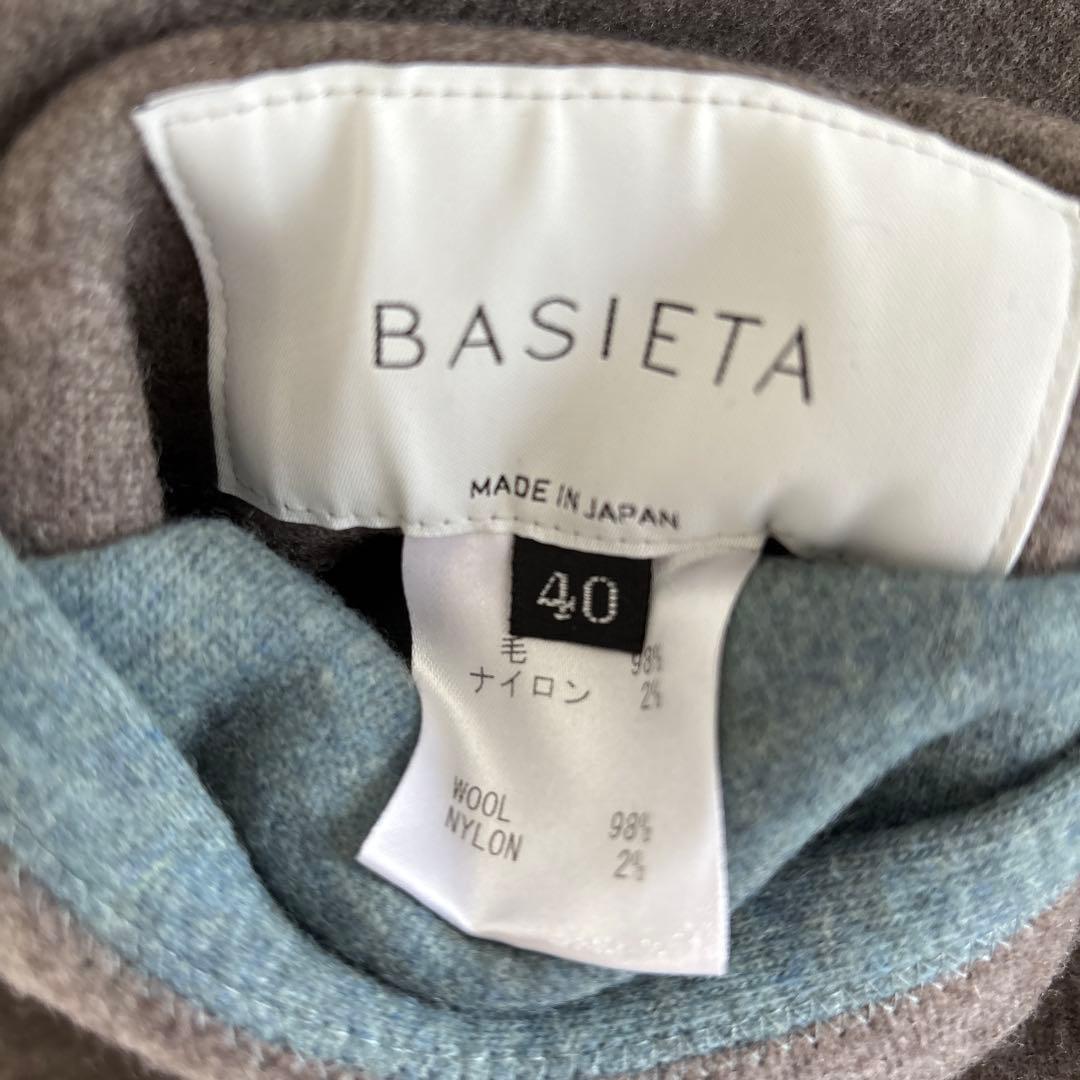 BASIETA
MADE IN JAPAN
40
毛 98%
ナイロン 2%
WOOL 98%
NYLON 2%